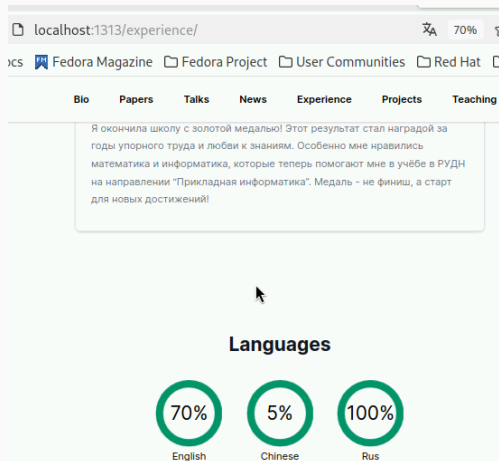 localhost:1313/experience/
70%
ocs Fedora Magazine Fedora Project User Communities Red Hat
Bio Papers Talks News Experience Projects Teaching
Я окончила школу с золотой медалью! Этот результат стал наградой за
годы упорного труда и любви к знаниям. Особенно мне нравились
математика и информатика, которые теперь помогают мне в учёбе в РУДН
на направлении “Прикладная информатика”. Медаль - не финиш, а старт
для новых достижений!
Languages
70% 5% 100%
English Chinese Rus